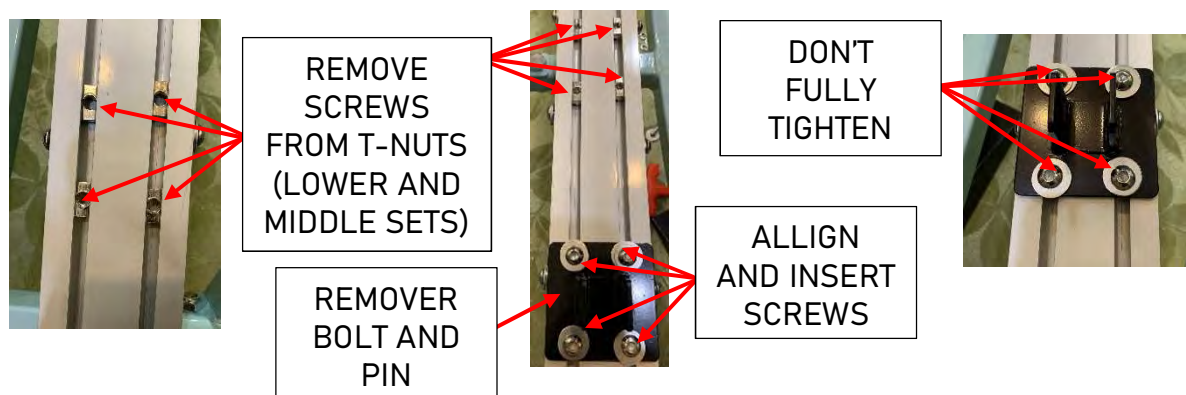 REMOVE
SCREWS
FROM T-NUTS
(LOWER AND
MIDDLE SETS)
REMOVER
BOLT AND
PIN
ALLIGN
AND INSERT
SCREWS
DON'T
FULLY
TIGHTEN